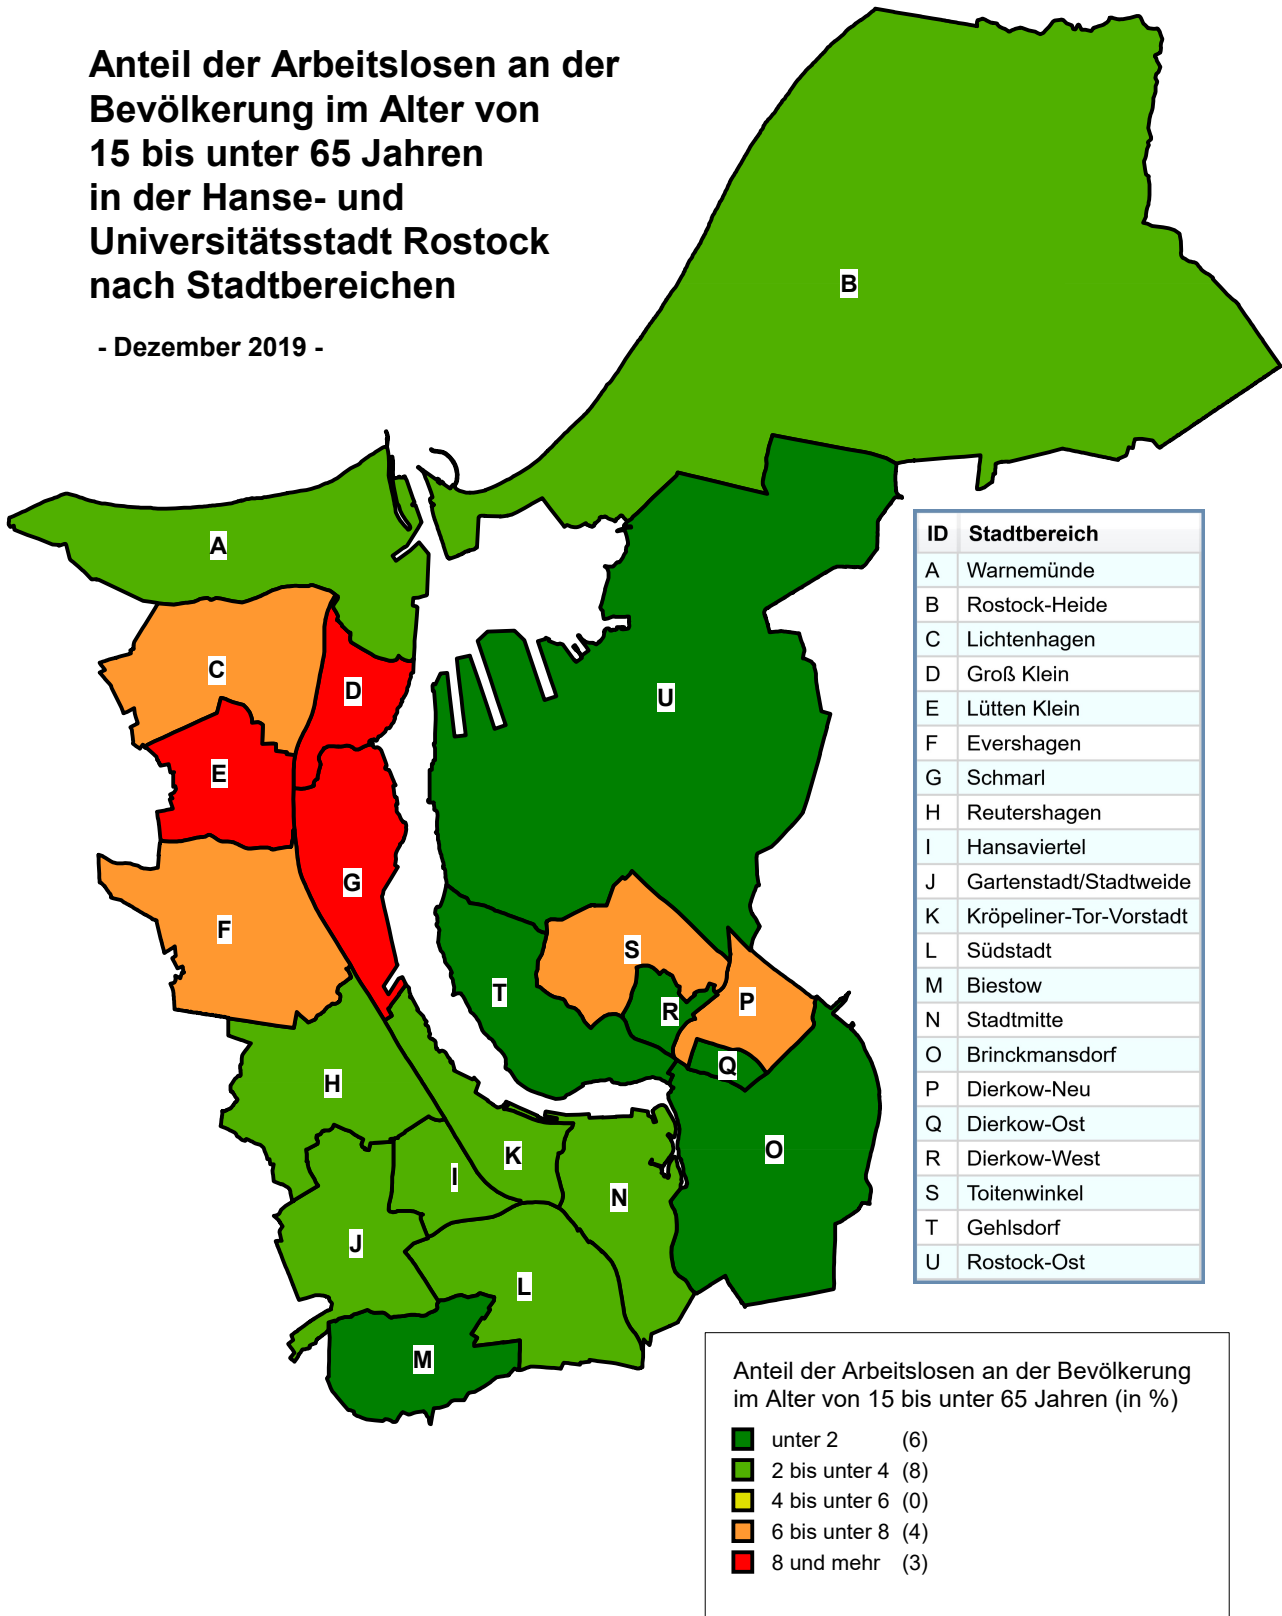 Anteil der Arbeitslosen an der
Bevölkerung im Alter von
15 bis unter 65 Jahren
in der Hanse- und
Universitätsstadt Rostock
nach Stadtbereichen
- Dezember 2019 -
B
A
C
D
E
U
G
F
S
T
R
P
Q
H
K
O
I
N
J
L
M
ID Stadtbereich
A Warnemünde
B Rostock-Heide
C Lichtenhagen
D Groß Klein
E Lütten Klein
F Evershagen
G Schmarl
H Reutershagen
I Hansaviertel
J Gartenstadt/Stadtweide
K Kröpeliner-Tor-Vorstadt
L Südstadt
M Biestow
N Stadtmitte
O Brinckmansdorf
P Dierkow-Neu
Q Dierkow-Ost
R Dierkow-West
S Toitenwinkel
T Gehlsdorf
U Rostock-Ost
Anteil der Arbeitslosen an der Bevölkerung
im Alter von 15 bis unter 65 Jahren (in %)
unter 2 (6)
2 bis unter 4 (8)
4 bis unter 6 (0)
6 bis unter 8 (4)
8 und mehr (3)